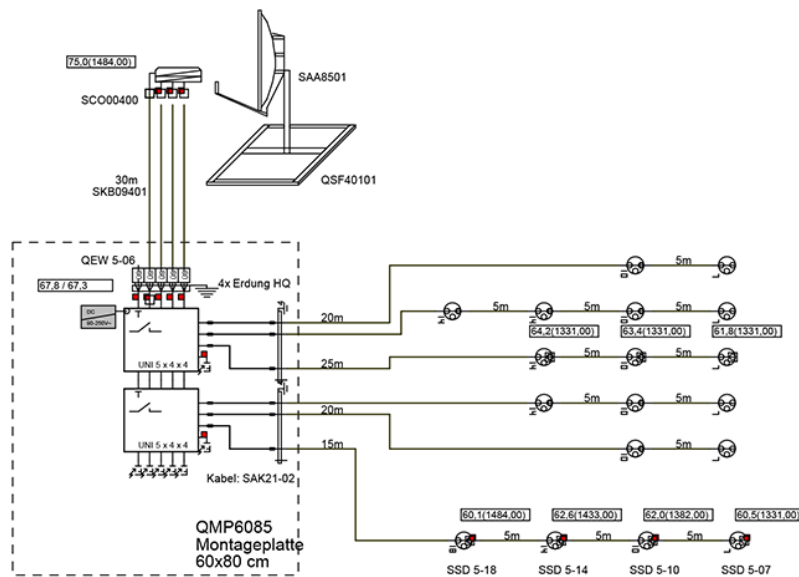 75,0(1484,00)
SAA8501
SCO00400
30m
SKB09401
QSF40101
QEW 5-06
67,8 / 67,3
4x Erdung HQ
DC
90-250V~
UNI 5 x 4 x 4
UNI 5 x 4 x 4
20m
25m
20m
15m
5m
5m 5m 5m
64,2(1331,00) 63,4(1331,00) 61,8(1331,00)
5m 5m
5m 5m
5m
Kabel: SAK21-02
QMP6085
Montageplatte
60x80 cm
60,1(1484,00) 62,6(1433,00) 62,0(1382,00) 60,5(1331,00)
5m 5m 5m
SSD 5-18 SSD 5-14 SSD 5-10 SSD 5-07